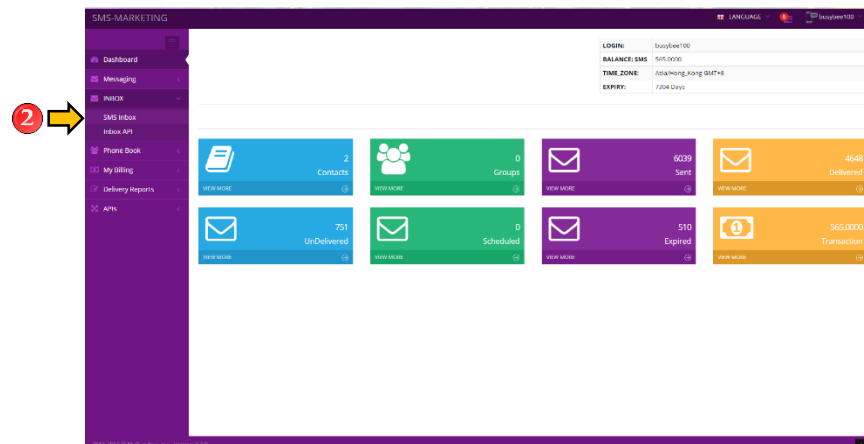 SMS-MARKETING
LANGUAGE
busybee100
LOGIN: busybee100
BALANCE: SMS 565.0000
TIME_ZONE: Asia/Hong_Kong GMT+8
EXPIRY: 7304 Days
Dashboard
Messaging
INBOX
SMS Inbox
Inbox API
Phone Book
My Billing
Delivery Reports
APIs
2
2
Contacts
VIEW MORE
0
Groups
VIEW MORE
6039
Sent
VIEW MORE
4648
Delivered
VIEW MORE
751
UnDelivered
VIEW MORE
0
Scheduled
VIEW MORE
510
Expired
VIEW MORE
565.0000
Transaction
VIEW MORE